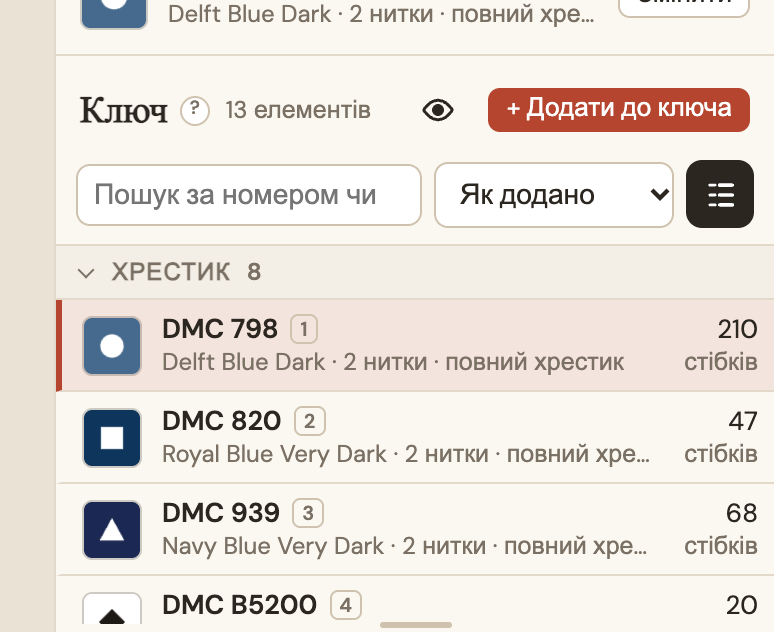 Delft Blue Dark · 2 нитки · повний хре...
Ключ ? 13 елементів + Додати до ключа
Пошук за номером чи Як додано
ХРЕСТИК 8
DMC 798 1 210
Delft Blue Dark · 2 нитки · повний хрестик стібків
DMC 820 2 47
Royal Blue Very Dark · 2 нитки · повний хре... стібків
DMC 939 3 68
Navy Blue Very Dark · 2 нитки · повний хре... стібків
DMC B5200 4 20